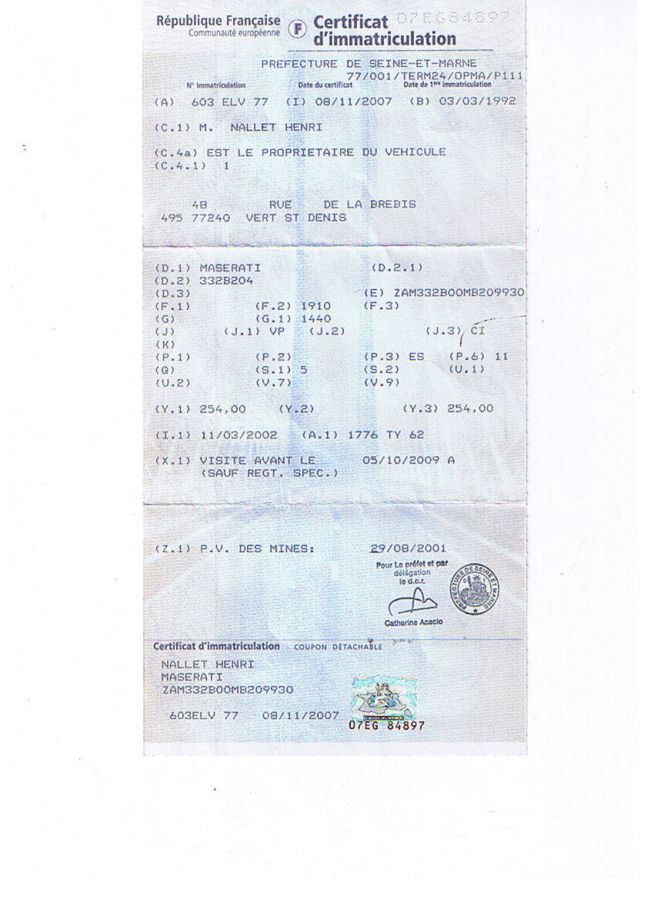 République Française
Communauté européenne
F
Certificat
d'immatriculation
07EG84897
PREFECTURE DE SEINE-ET-MARNE
77/001/TERM24/OPMA/P111
N° Immatriculation Date du certificat Date de 1ère immatriculation
(A) 603 ELV 77 (I) 08/11/2007 (B) 03/03/1992
(C.1) M. NALLET HENRI
(C.4a) EST LE PROPRIETAIRE DU VEHICULE
(C.4.1) 1
48 RUE DE LA BREBIS
495 77240 VERT ST DENIS
(D.1) MASERATI (D.2.1)
(D.2) 332B204
(D.3) (E) ZAM332B00MB209930
(F.1) (F.2) 1910 (F.3)
(G) (G.1) 1440
(J) (J.1) VP (J.2) (J.3) CI
(K)
(P.1) (P.2) (P.3) ES (P.6) 11
(Q) (S.1) 5 (S.2) (U.1)
(U.2) (V.7) (V.9)
(Y.1) 254,00 (Y.2) (Y.3) 254,00
(I.1) 11/03/2002 (A.1) 1776 TY 62
(X.1) VISITE AVANT LE 05/10/2009 A
(SAUF REGT. SPEC.)
(Z.1) P.V. DES MINES: 29/08/2001
Pour Le préfet et par
délégation
le d.c.r.
Catherine Acacio
PREFECTURE DE SEINE ET MARNE
Certificat d'immatriculation COUPON DÉTACHABLE
NALLET HENRI
MASERATI
ZAM332B00MB209930
603ELV 77 08/11/2007
07EG 84897